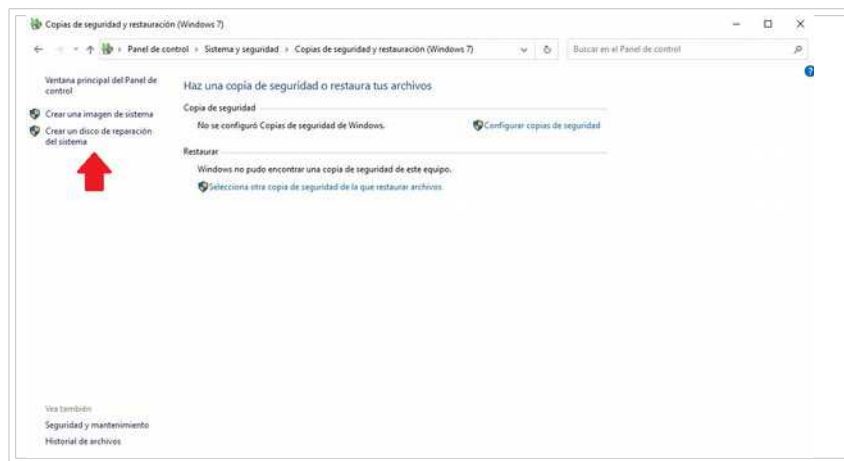 Copias de seguridad y restauración (Windows 7)
Panel de control › Sistema y seguridad › Copias de seguridad y restauración (Windows 7)
Buscar en el Panel de control
Ventana principal del Panel de
control
Crear una imagen de sistema
Crear un disco de reparación
del sistema
Haz una copia de seguridad o restaura tus archivos
Copia de seguridad
No se configuró Copias de seguridad de Windows.
Configurar copias de seguridad
Restaurar
Windows no pudo encontrar una copia de seguridad de este equipo.
Selecciona otra copia de seguridad de la que restaurar archivos
Vea también
Seguridad y mantenimiento
Historial de archivos